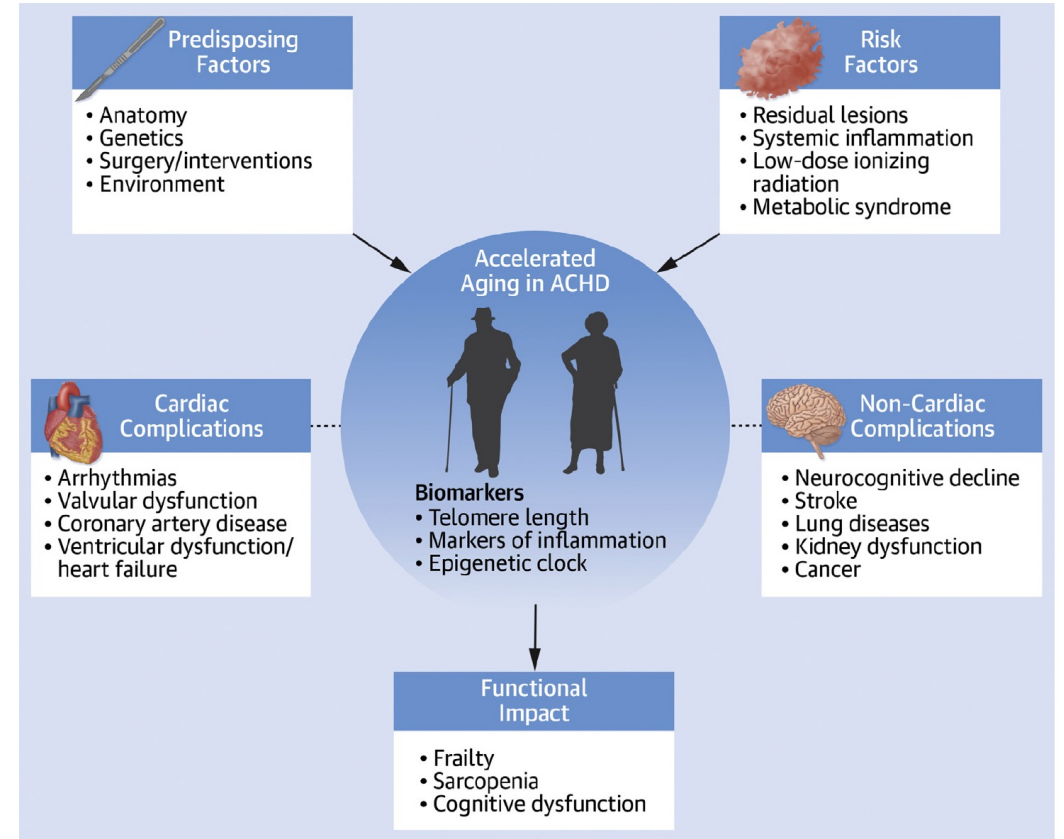 Predisposing
Factors
• Anatomy
• Genetics
• Surgery/interventions
• Environment
Risk
Factors
• Residual lesions
• Systemic inflammation
• Low-dose ionizing
radiation
• Metabolic syndrome
Accelerated
Aging in ACHD
Biomarkers
• Telomere length
• Markers of inflammation
• Epigenetic clock
Cardiac
Complications
• Arrhythmias
• Valvular dysfunction
• Coronary artery disease
• Ventricular dysfunction/
heart failure
Non-Cardiac
Complications
• Neurocognitive decline
• Stroke
• Lung diseases
• Kidney dysfunction
• Cancer
Functional
Impact
• Frailty
• Sarcopenia
• Cognitive dysfunction